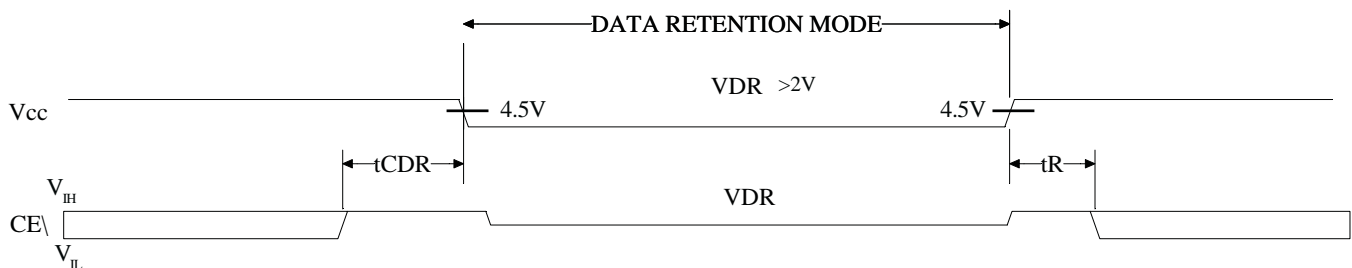 DATA RETENTION MODE
VDR >2V
Vcc
4.5V
4.5V
tCDR
tR
VIH
VDR
CE\
VIL